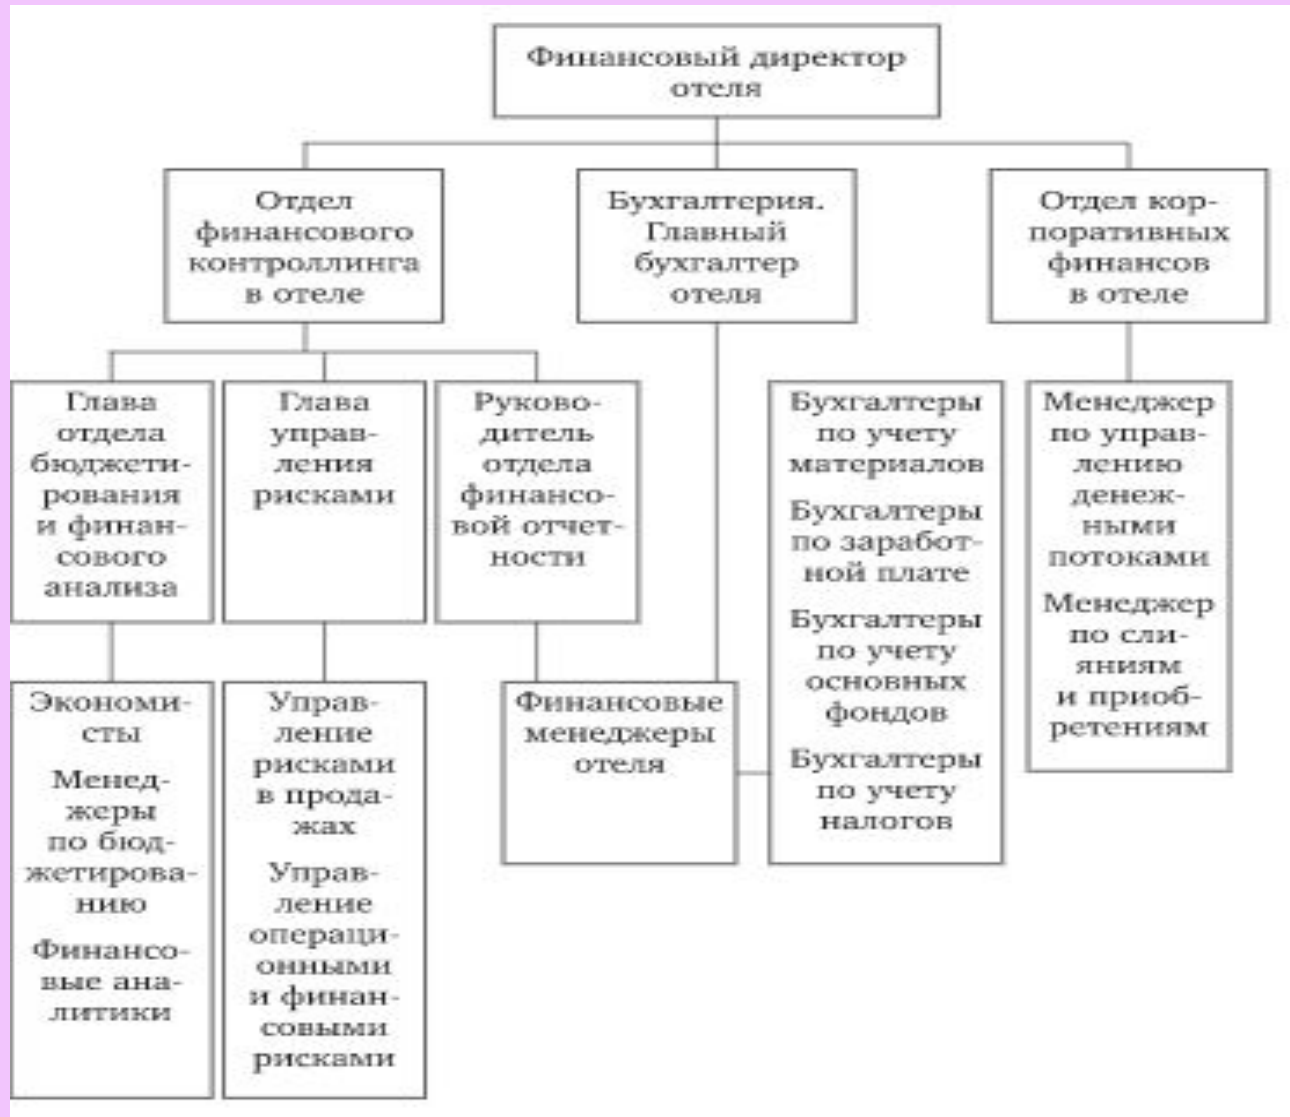 Финансовый директор
отеля
Отдел
финансового
контроллинга
в отеле
Бухгалтерия.
Главный
бухгалтер
отеля
Отдел кор-
поративных
финансов
в отеле
Глава
отдела
бюджети-
рования
и финан-
сового
анализа
Глава
управ-
ления
рисками
Руково-
дитель
отдела
финансо-
вой отчет-
ности
Бухгалтеры
по учету
материалов
Бухгалтеры
по заработ-
ной плате
Бухгалтеры
по учету
основных
фондов
Бухгалтеры
по учету
налогов
Менеджер
по управ-
лению
денеж-
ными
потоками
Менеджер
по сли-
яниям
и приоб-
ретениям
Экономи-
сты
Менед-
жеры
по бюд-
жетирова-
нию
Финансо-
вые ана-
литики
Управ-
ление
рисками
в прода-
жах
Управ-
ление
операци-
онными
и финан-
совыми
рисками
Финансовые
менеджеры
отеля